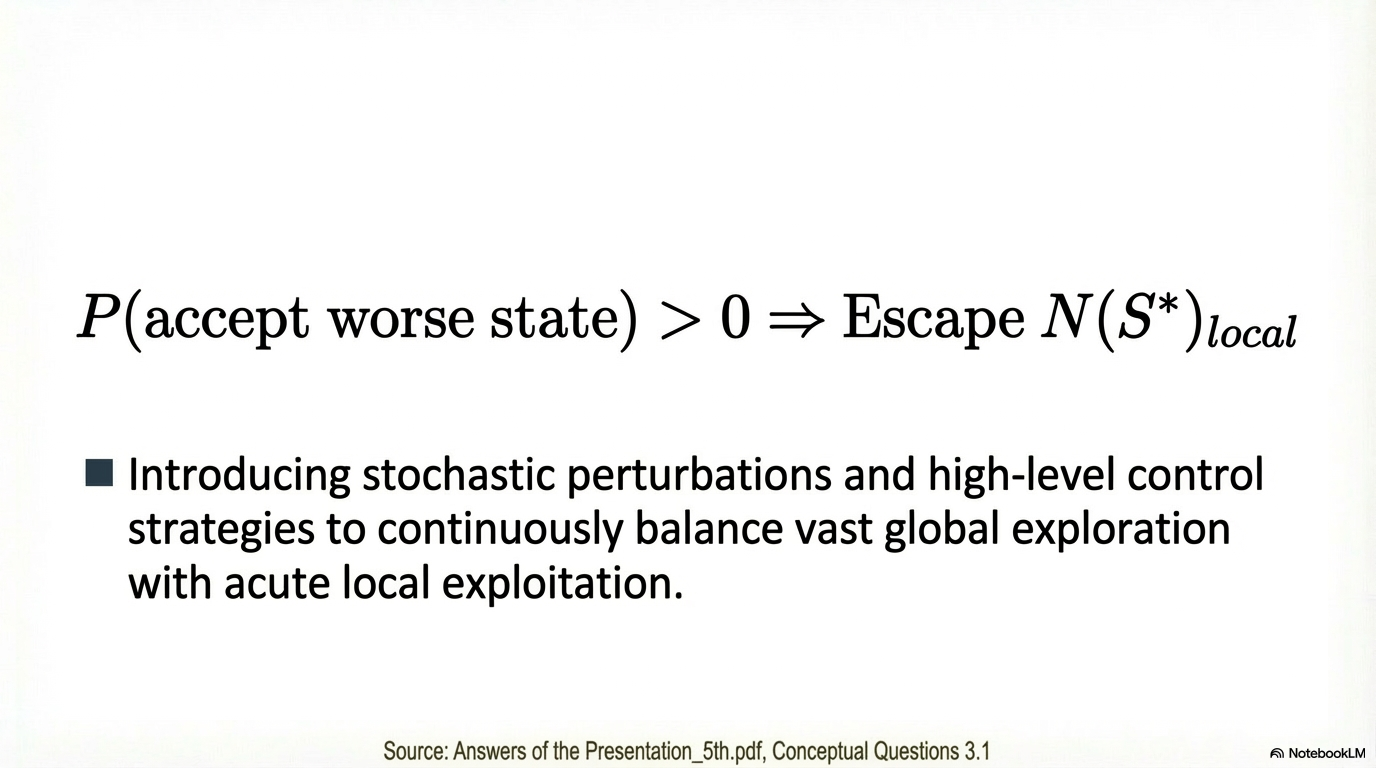 P(accept worse state) > 0 ⇒ Escape N(S*)local
■ Introducing stochastic perturbations and high-level control
strategies to continuously balance vast global exploration
with acute local exploitation.
Source: Answers of the Presentation_5th.pdf, Conceptual Questions 3.1
NotebookLM